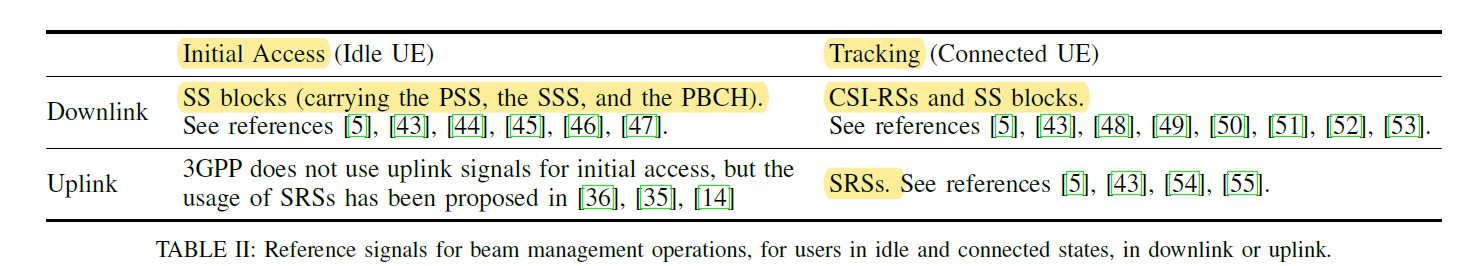 Initial Access (Idle UE) Tracking (Connected UE)
Downlink SS blocks (carrying the PSS, the SSS, and the PBCH). CSI-RSs and SS blocks.
See references [5], [43], [44], [45], [46], [47]. See references [5], [43], [48], [49], [50], [51], [52], [53].
Uplink 3GPP does not use uplink signals for initial access, but the
usage of SRSs has been proposed in [36], [35], [14] SRSs. See references [5], [43], [54], [55].
TABLE II: Reference signals for beam management operations, for users in idle and connected states, in downlink or uplink.